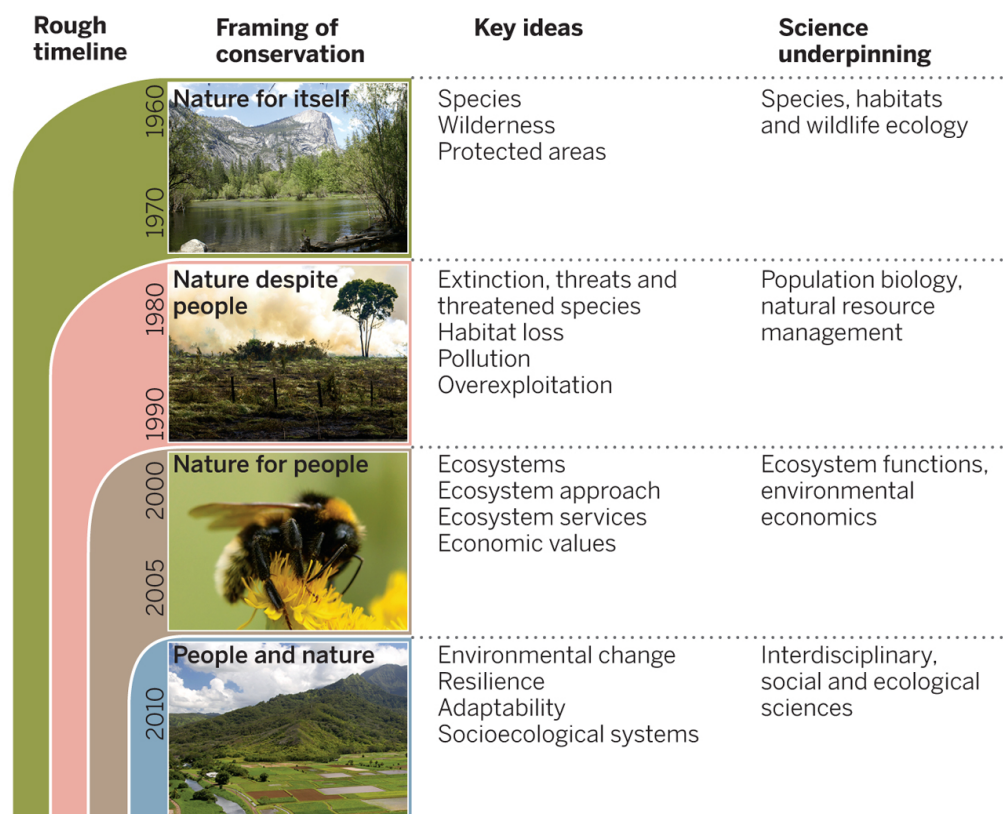 Rough
timeline
Framing of
conservation
Key ideas
Science
underpinning
1960
1970
Nature for itself
Species
Wilderness
Protected areas
Species, habitats
and wildlife ecology
1980
1990
Nature despite
people
Extinction, threats and
threatened species
Habitat loss
Pollution
Overexploitation
Population biology,
natural resource
management
2000
2005
Nature for people
Ecosystems
Ecosystem approach
Ecosystem services
Economic values
Ecosystem functions,
environmental
economics
2010
People and nature
Environmental change
Resilience
Adaptability
Socioecological systems
Interdisciplinary,
social and ecological
sciences